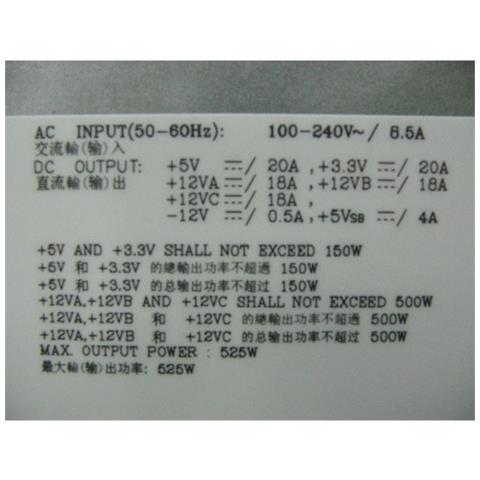 AC INPUT(50-60Hz): 100-240V~/ 8.5A
交流輸(输)入
DC OUTPUT: +5V ⎓/ 20A ,+3.3V ⎓/ 20A
直流輸(输)出 +12VA ⎓/ 18A ,+12VB ⎓/ 18A
+12VC ⎓/ 18A ,
-12V ⎓/ 0.5A ,+5VSB ⎓/ 4A
+5V AND +3.3V SHALL NOT EXCEED 150W
+5V 和 +3.3V 的總輸出功率不超過 150W
+5V 和 +3.3V 的总输出功率不超过 150W
+12VA,+12VB AND +12VC SHALL NOT EXCEED 500W
+12VA,+12VB 和 +12VC 的總輸出功率不超過 500W
+12VA,+12VB 和 +12VC 的总输出功率不超过 500W
MAX. OUTPUT POWER : 525W
最大輸(输)出功率: 525W